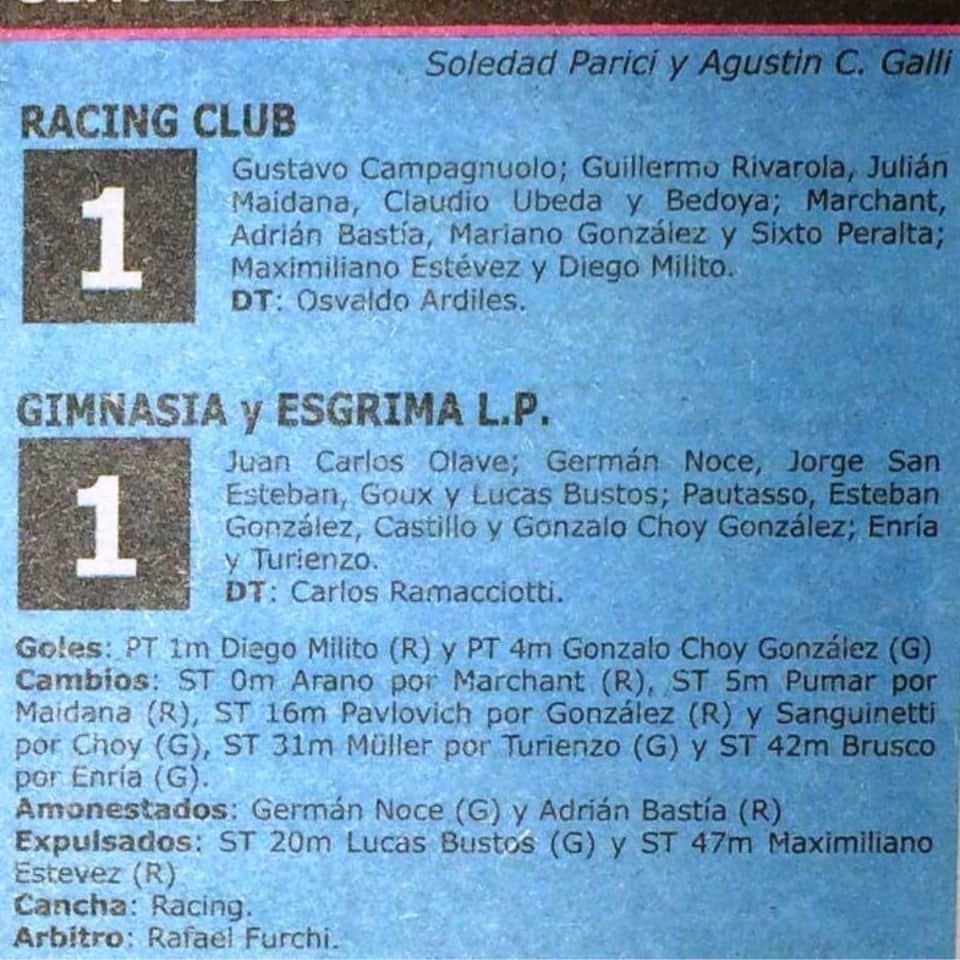 Soledad Parici y Agustin C. Galli
RACING CLUB
1
Gustavo Campagnuolo; Guillermo Rivarola, Julián
Maidana, Claudio Ubeda y Bedoya; Marchant,
Adrián Bastía, Mariano González y Sixto Peralta;
Maximiliano Estévez y Diego Milito.
DT: Osvaldo Ardiles.
GIMNASIA y ESGRIMA L.P.
1
Juan Carlos Olave; Germán Noce, Jorge San
Esteban, Goux y Lucas Bustos; Pautasso, Esteban
González, Castillo y Gonzalo Choy González; Enría
y Turienzo.
DT: Carlos Ramacciotti.
Goles: PT 1m Diego Milito (R) y PT 4m Gonzalo Choy González (G)
Cambios: ST 0m Arano por Marchant (R), ST 5m Pumar por
Maidana (R), ST 16m Pavlovich por González (R) y Sanguinetti
por Choy (G), ST 31m Müller por Turienzo (G) y ST 42m Brusco
por Enría (G).
Amonestados: Germán Noce (G) y Adrián Bastía (R)
Expulsados: ST 20m Lucas Bustos (G) y ST 47m Maximiliano
Estevez (R)
Cancha: Racing.
Arbitro: Rafael Furchi.